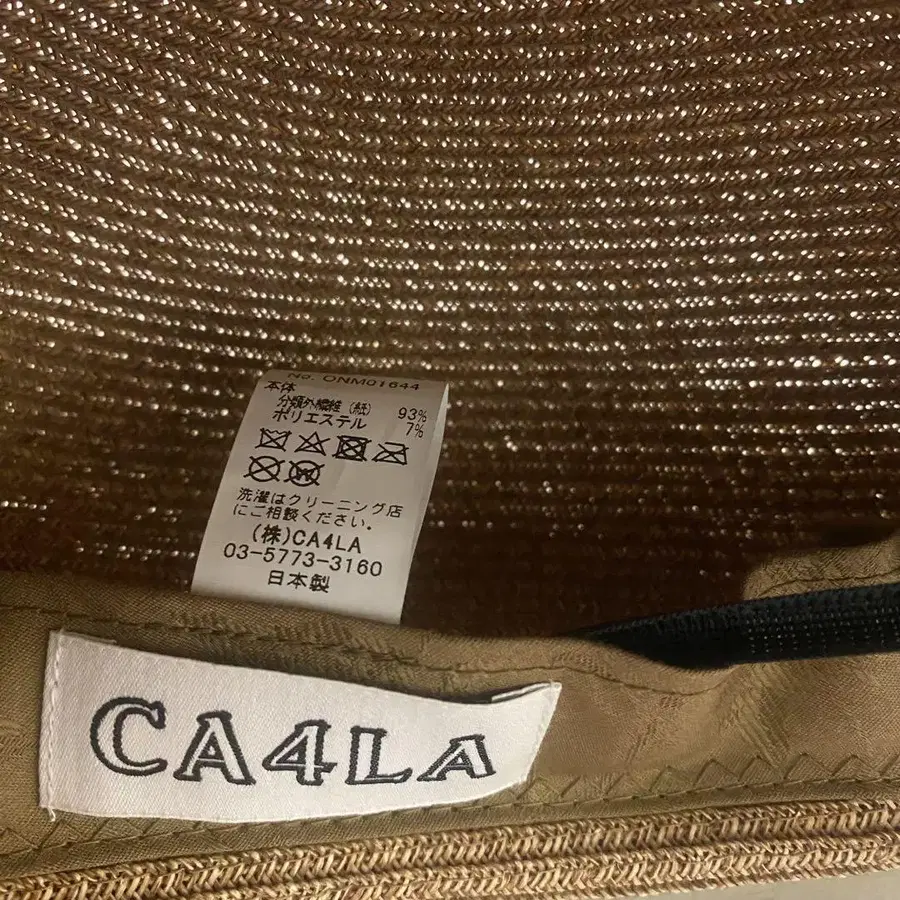 No. ONM01644
本体
分類外繊維 (紙) 93%
ポリエステル 7%
洗濯はクリーニング店
にご相談ください。
(株)CA4LA
03-5773-3160
日本製
CA4LA